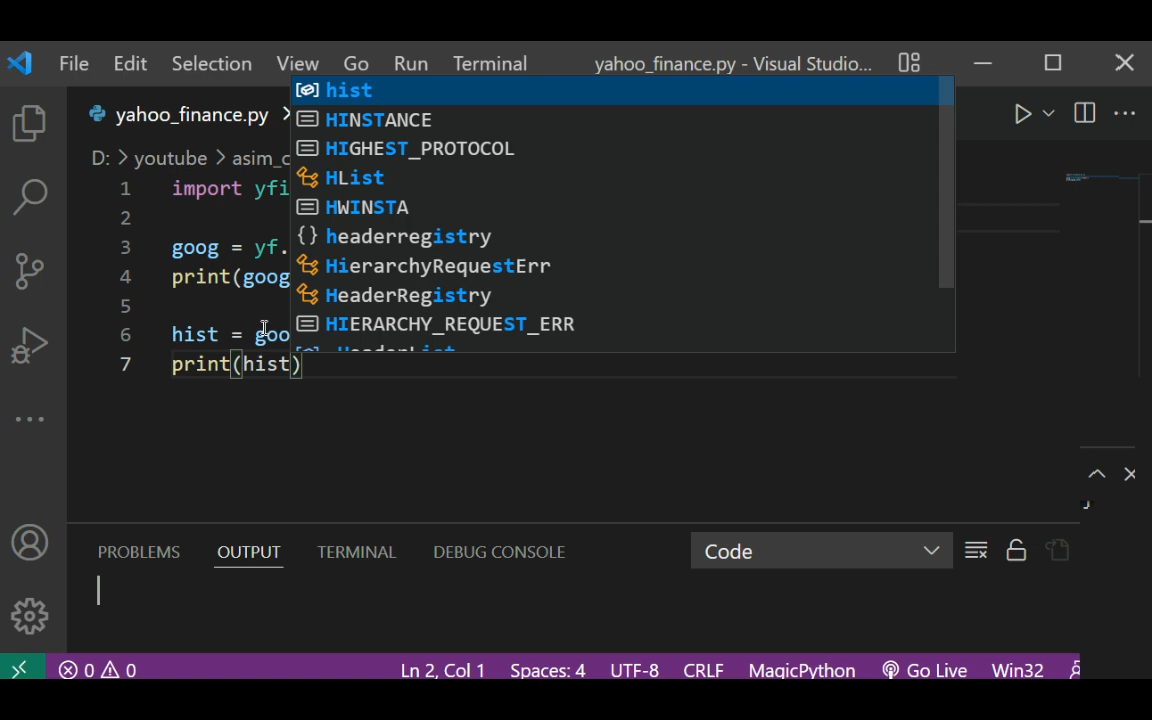 File Edit Selection View Go Run Terminal yahoo_finance.py - Visual Studio...
yahoo_finance.py
D: > youtube > asim_c
1 import yfi
2
3 goog = yf.
4 print(goog
5
6 hist = goo
7 print(hist)
hist
HINSTANCE
HIGHEST_PROTOCOL
HList
HWINSTA
headerregistry
HierarchyRequestErr
HeaderRegistry
HIERARCHY_REQUEST_ERR
HeaderList
PROBLEMS OUTPUT TERMINAL DEBUG CONSOLE Code
0 0 Ln 2, Col 1 Spaces: 4 UTF-8 CRLF MagicPython Go Live Win32